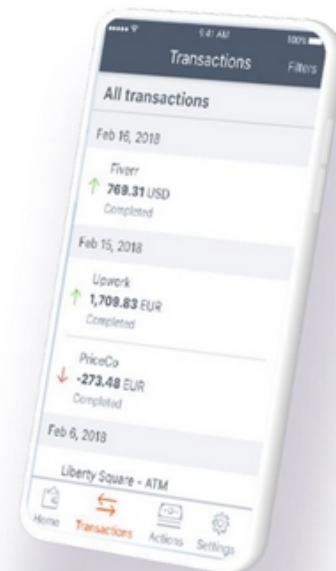 9:41 AM
100%
Transactions
Filters
All transactions
Feb 16, 2018
Fiverr
769.31 USD
Completed
Feb 15, 2018
Upwork
1,709.83 EUR
Completed
PriceCo
-273.48 EUR
Completed
Feb 6, 2018
Liberty Square - ATM
Home
Transactions
Actions
Settings